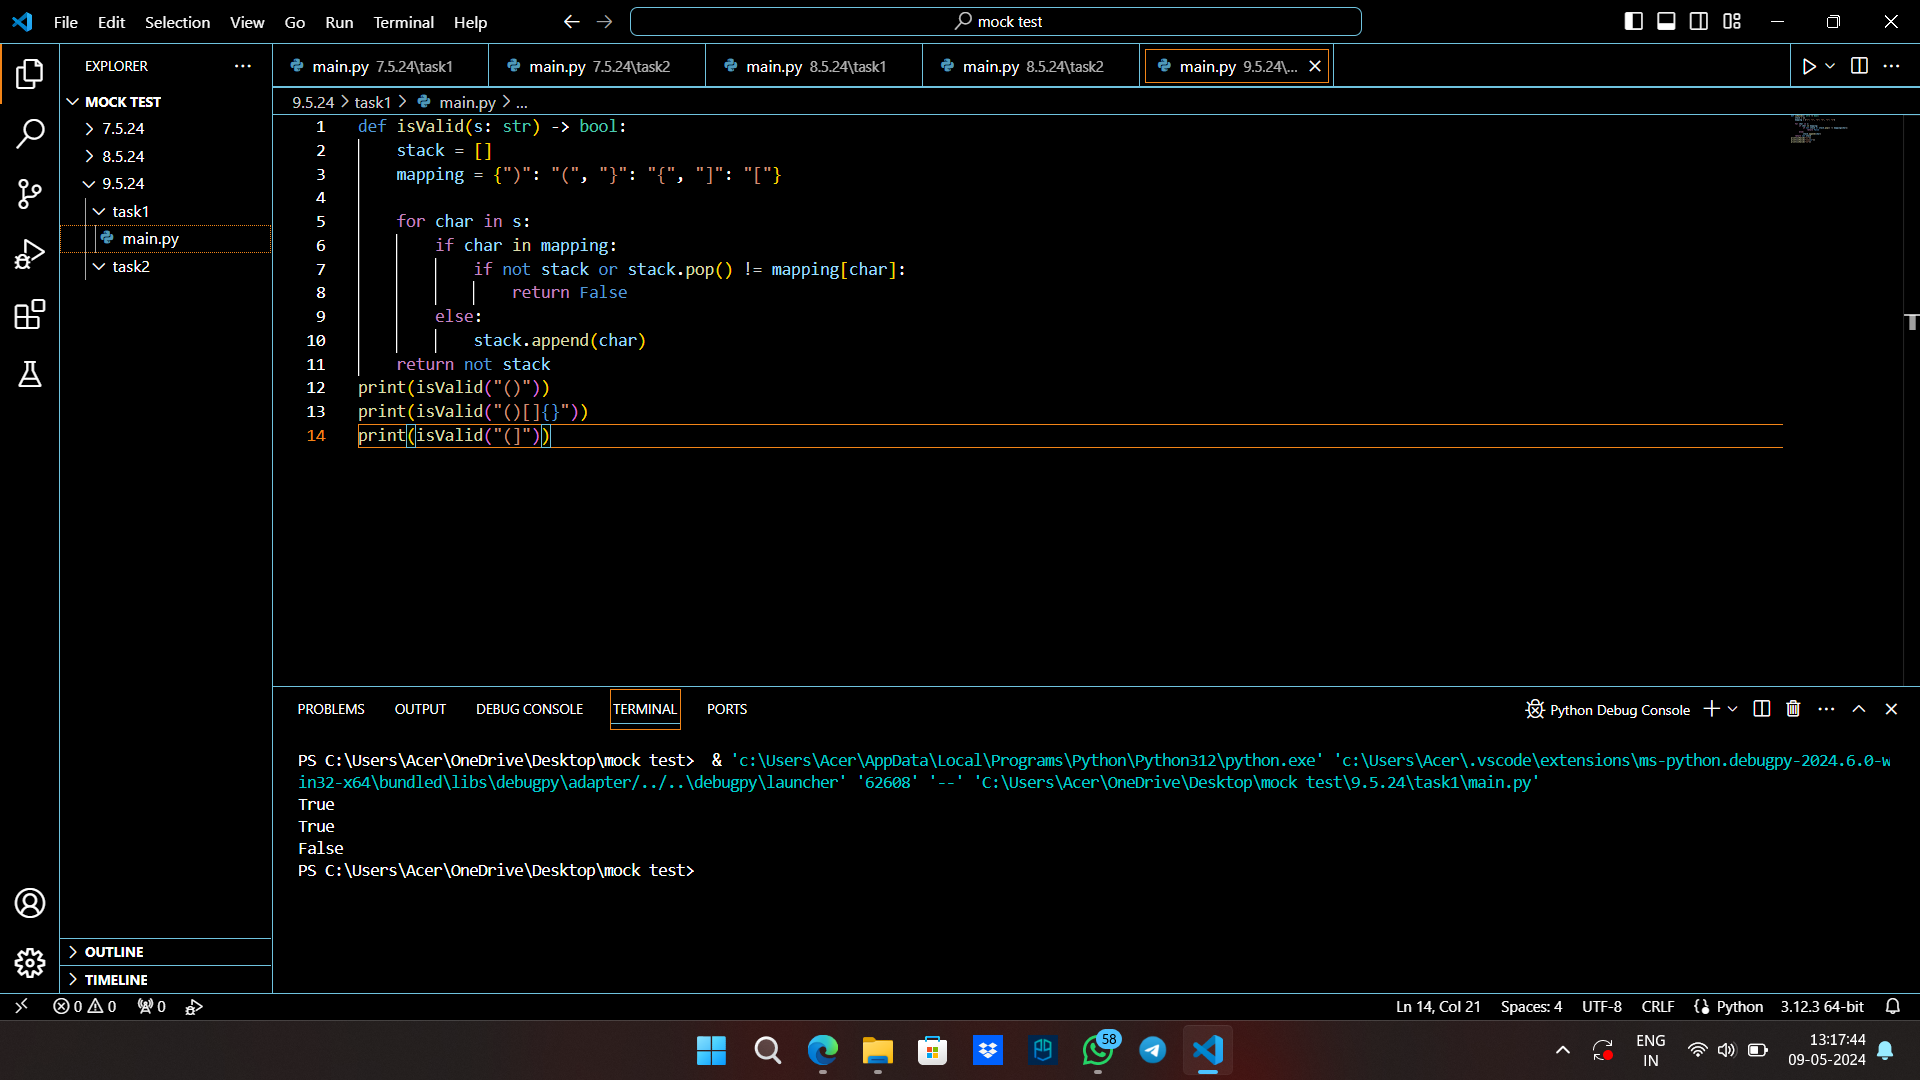 File Edit Selection View Go Run Terminal Help
mock test
EXPLORER
MOCK TEST
7.5.24
8.5.24
9.5.24
task1
main.py
task2
OUTLINE
TIMELINE
main.py 7.5.24\task1
main.py 7.5.24\task2
main.py 8.5.24\task1
main.py 8.5.24\task2
main.py 9.5.24\...
9.5.24 > task1 > main.py > ...
1 def isValid(s: str) -> bool:
2     stack = []
3     mapping = {")": "(", "}": "{", "]": "["}
4
5     for char in s:
6         if char in mapping:
7             if not stack or stack.pop() != mapping[char]:
8                 return False
9         else:
10             stack.append(char)
11     return not stack
12 print(isValid("()"))
13 print(isValid("()[]{}"))
14 print(isValid("(]"))
PROBLEMS OUTPUT DEBUG CONSOLE TERMINAL PORTS
Python Debug Console
PS C:\Users\Acer\OneDrive\Desktop\mock test>  & 'c:\Users\Acer\AppData\Local\Programs\Python\Python312\python.exe' 'c:\Users\Acer\.vscode\extensions\ms-python.debugpy-2024.6.0-w
in32-x64\bundled\libs\debugpy\adapter/../..\debugpy\launcher' '62608' '--' 'C:\Users\Acer\OneDrive\Desktop\mock test\9.5.24\task1\main.py'
True
True
False
PS C:\Users\Acer\OneDrive\Desktop\mock test>
0 0 0
Ln 14, Col 21 Spaces: 4 UTF-8 CRLF Python 3.12.3 64-bit
58
ENG
IN
13:17:44
09-05-2024